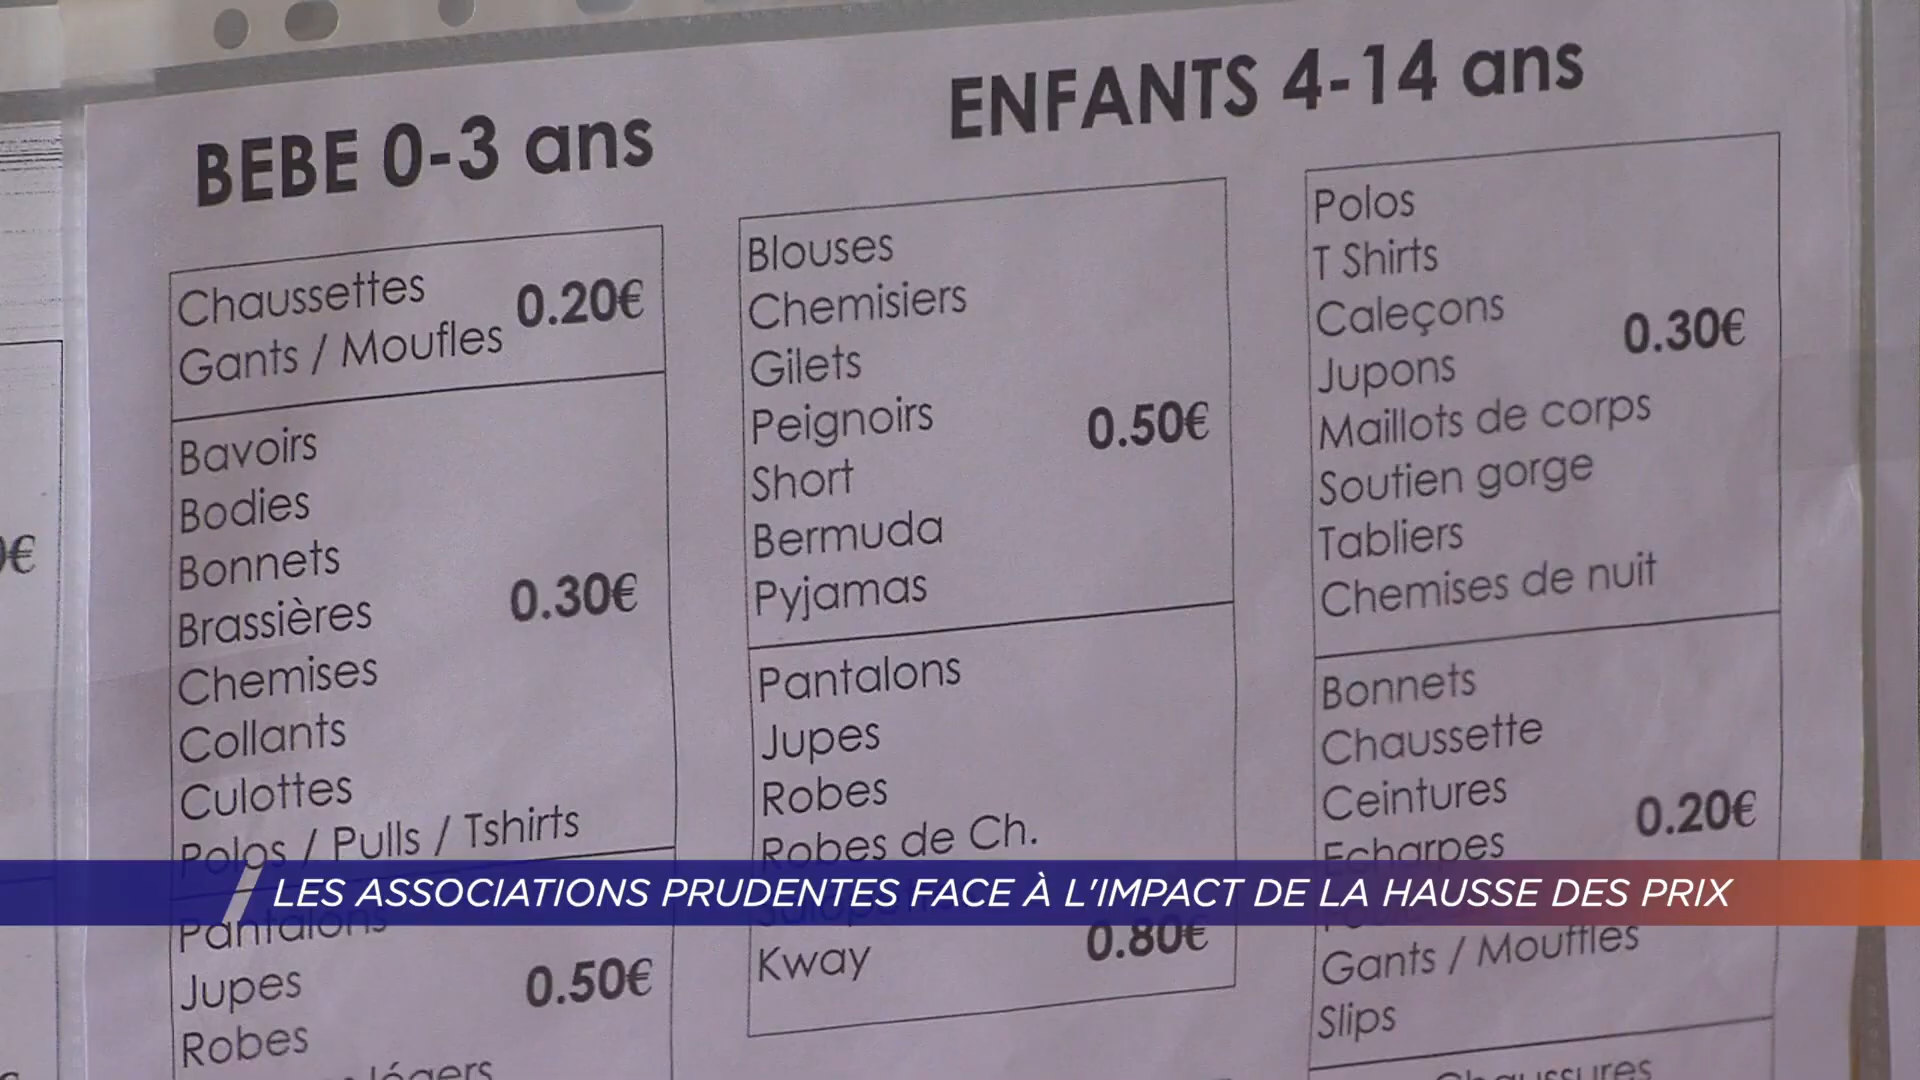 BEBE 0-3 ans
Chaussettes
Gants / Moufles
0.20€
Bavoirs
Bodies
Bonnets
Brassières
0.30€
Chemises
Collants
Culottes
Polos / Pulls / Tshirts
Pantalons
Jupes
0.50€
Robes
ENFANTS 4-14 ans
Blouses
Chemisiers
Gilets
Peignoirs
0.50€
Short
Bermuda
Pyjamas
Pantalons
Jupes
Robes
Robes de Ch.
0.80€
Kway
Polos
T Shirts
Caleçons
0.30€
Jupons
Maillots de corps
Soutien gorge
Tabliers
Chemises de nuit
Bonnets
Chaussette
Ceintures
0.20€
Echarpes
Gants / Mouffles
Slips
LES ASSOCIATIONS PRUDENTES FACE À L'IMPACT DE LA HAUSSE DES PRIX